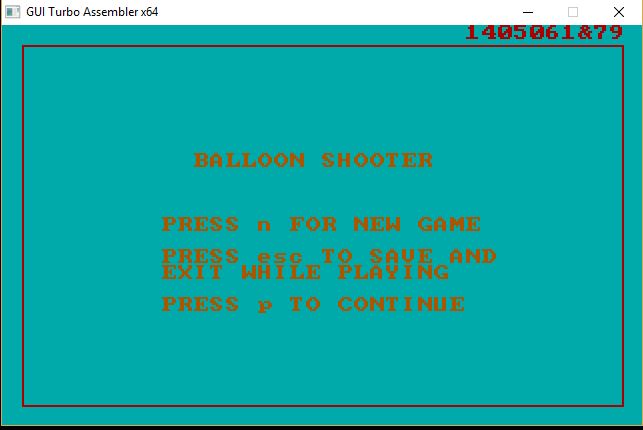 GUI Turbo Assembler x64
1405061&79
BALLOON SHOOTER
PRESS n FOR NEW GAME
PRESS esc TO SAVE AND
EXIT WHILE PLAYING
PRESS p TO CONTINUE